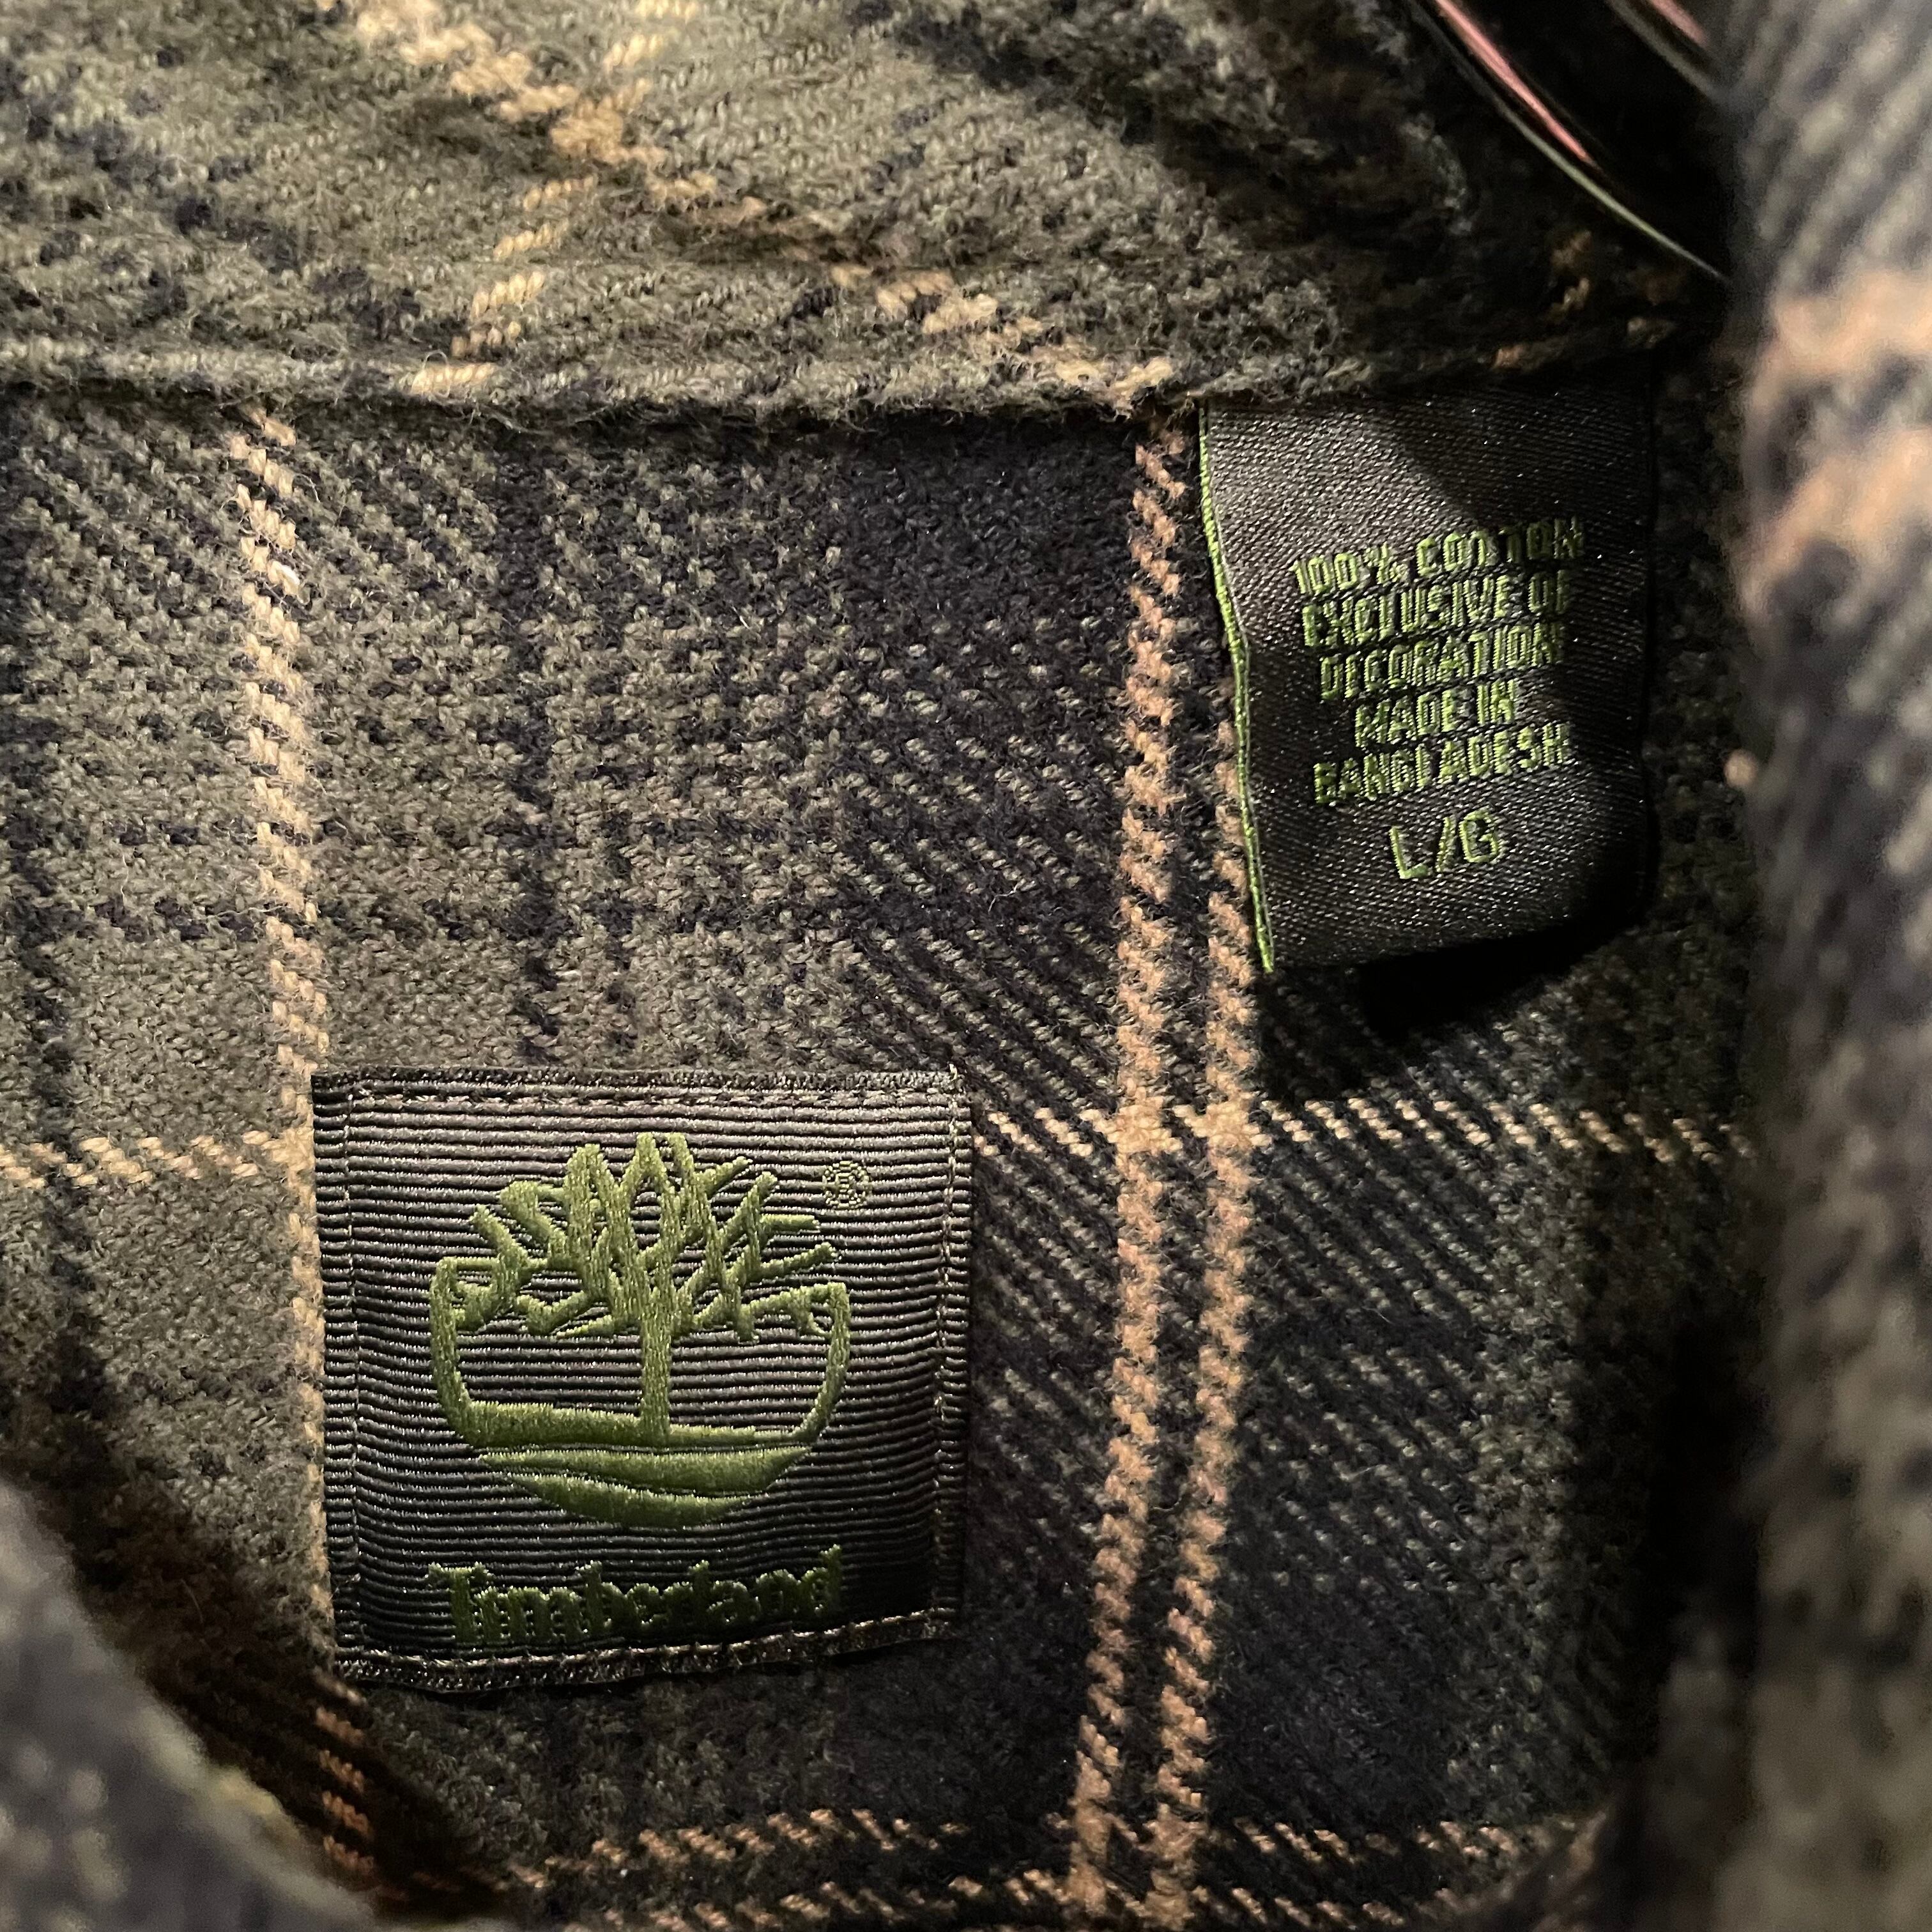 100% COTTON
EXCLUSIVE OF
DECORATION
MADE IN
BANGLADESH
L/G
®
Timberland